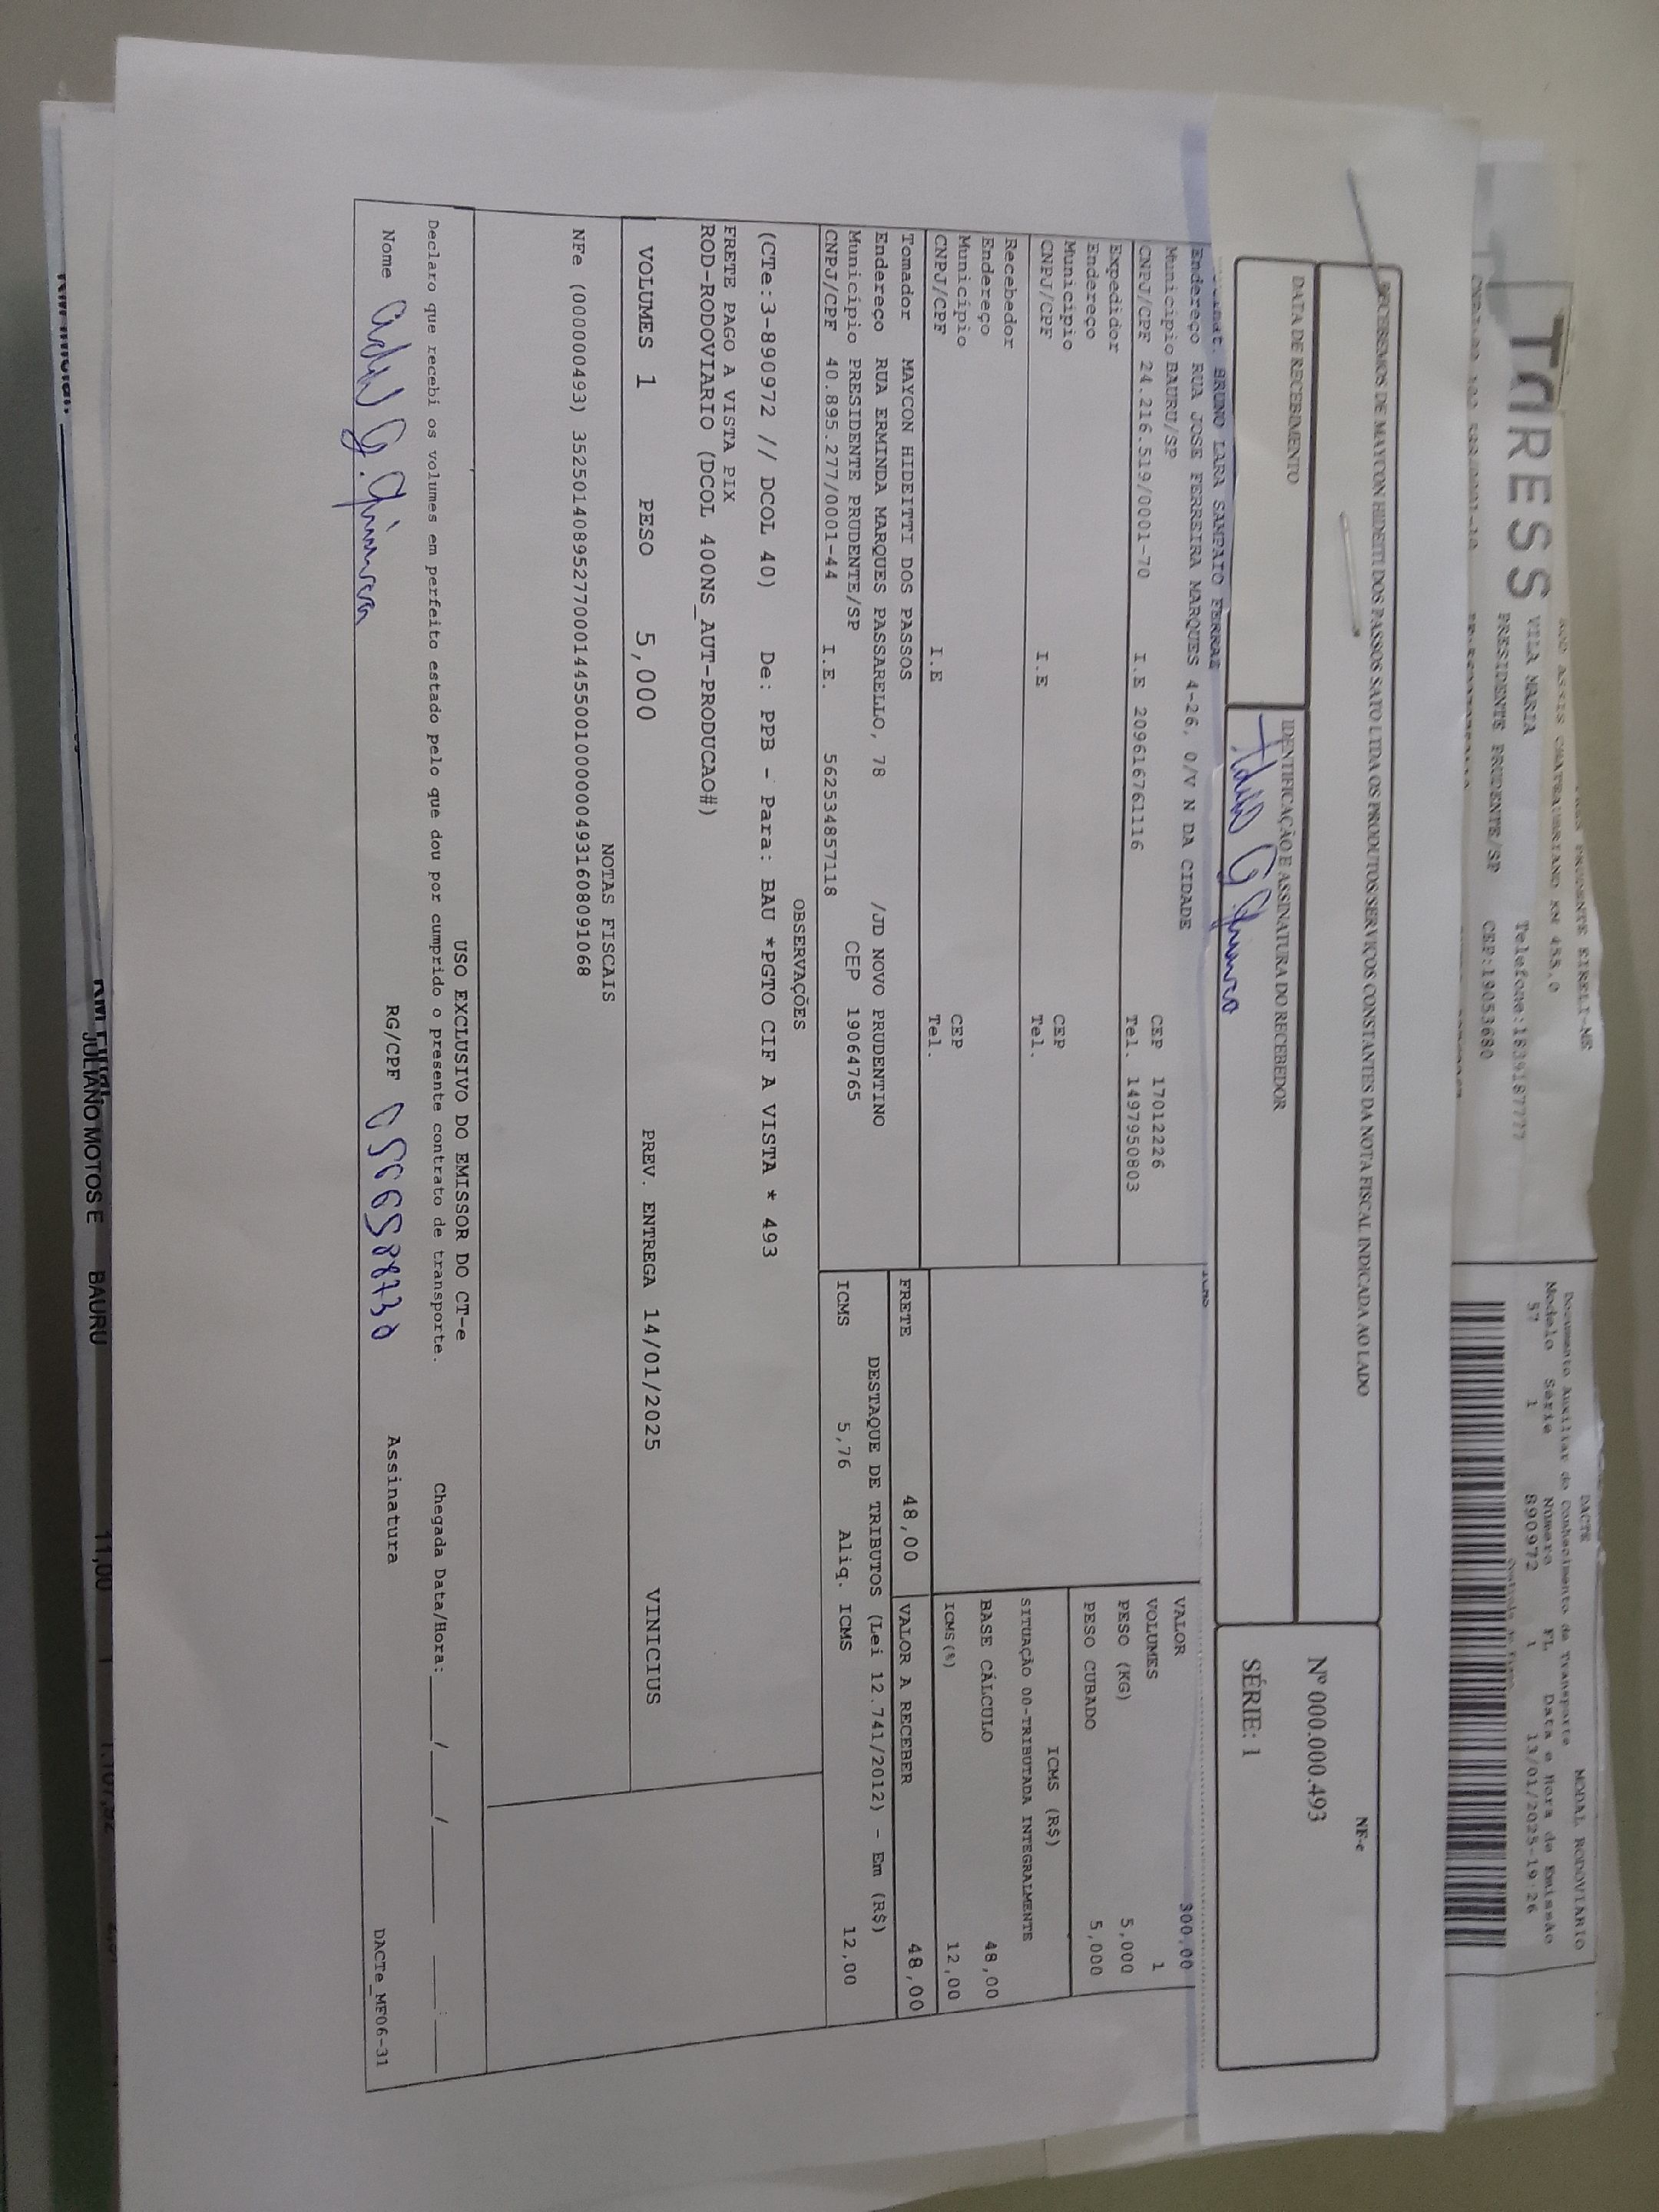 TARESS
VILA MARIA
PRESIDENTE PRUDENTE/SP
Telefone:1839187777
CEP:19053680
DACTE
MODAL RODOVIARIO
Documento Auxiliar do Conhecimento de Transporte
Modelo Série Número FL Data e Hora de Emissão
57 1 890972 1 13/01/2025-19:26
RECEBEMOS DE MAYCON HIDEITI DOS PASSOS SATO LTDA OS PRODUTOS/SERVIÇOS CONSTANTES DA NOTA FISCAL INDICADA AO LADO
DATA DE RECEBIMENTO
IDENTIFICAÇÃO E ASSINATURA DO RECEBEDOR
NF-e
Nº 000.000.493
SÉRIE: 1
BRUNO LARA SAMPAIO FERRAZ
Endereço RUA JOSE FERREIRA MARQUES 4-26, 0/V N DA CIDADE
Município BAURU/SP CEP 17012226
CNPJ/CPF 24.216.519/0001-70 I.E 209616761116 Tel. 1497950803
Expedidor
Endereço
Município CEP
CNPJ/CPF I.E Tel.
Recebedor
Endereço
Município CEP
CNPJ/CPF I.E Tel.
Tomador MAYCON HIDEITTI DOS PASSOS
Endereço RUA ERMINDA MARQUES PASSARELLO, 78 /JD NOVO PRUDENTINO
Município PRESIDENTE PRUDENTE/SP CEP 19064765
CNPJ/CPF 40.895.277/0001-44 I.E. 562534857118
VALOR 300,00
VOLUMES 1
PESO (KG) 5,000
PESO CUBADO 5,000
ICMS (R$)
SITUAÇÃO 00-TRIBUTADA INTEGRALMENTE
BASE CÁLCULO 48,00
ICMS(%) 12,00
FRETE 48,00 VALOR A RECEBER 48,00
DESTAQUE DE TRIBUTOS (Lei 12.741/2012) - Em (R$)
ICMS 5,76 Aliq. ICMS 12,00
OBSERVAÇÕES
(CTe:3-890972 // DCOL 40) De: PPB - Para: BAU *PGTO CIF A VISTA * 493
FRETE PAGO A VISTA PIX
ROD-RODOVIARIO (DCOL 400NS_AUT-PRODUCAO#)
VOLUMES 1 PESO 5,000 PREV. ENTREGA 14/01/2025 VINICIUS
NOTAS FISCAIS
NFe (000000493) 35250140895277000144550010000004931608091068
USO EXCLUSIVO DO EMISSOR DO CT-e
Declaro que recebi os volumes em perfeito estado pelo que dou por cumprido o presente contrato de transporte. Chegada Data/Hora:____/____/____ ____:____
Nome RG/CPF 0506588730 Assinatura
DACTe_MF06-31
JULIANO MOTOS E BAURU 11,00 1